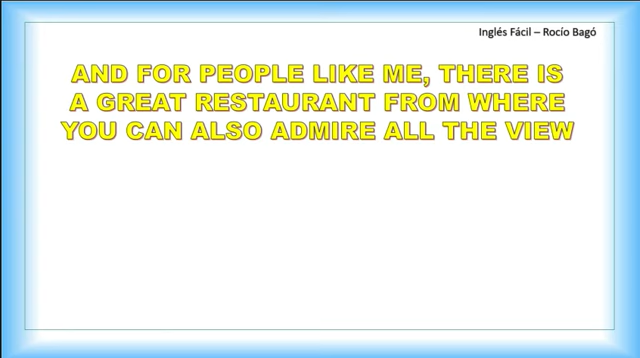 Inglés Fácil – Rocío Bagó
AND FOR PEOPLE LIKE ME, THERE IS
A GREAT RESTAURANT FROM WHERE
YOU CAN ALSO ADMIRE ALL THE VIEW